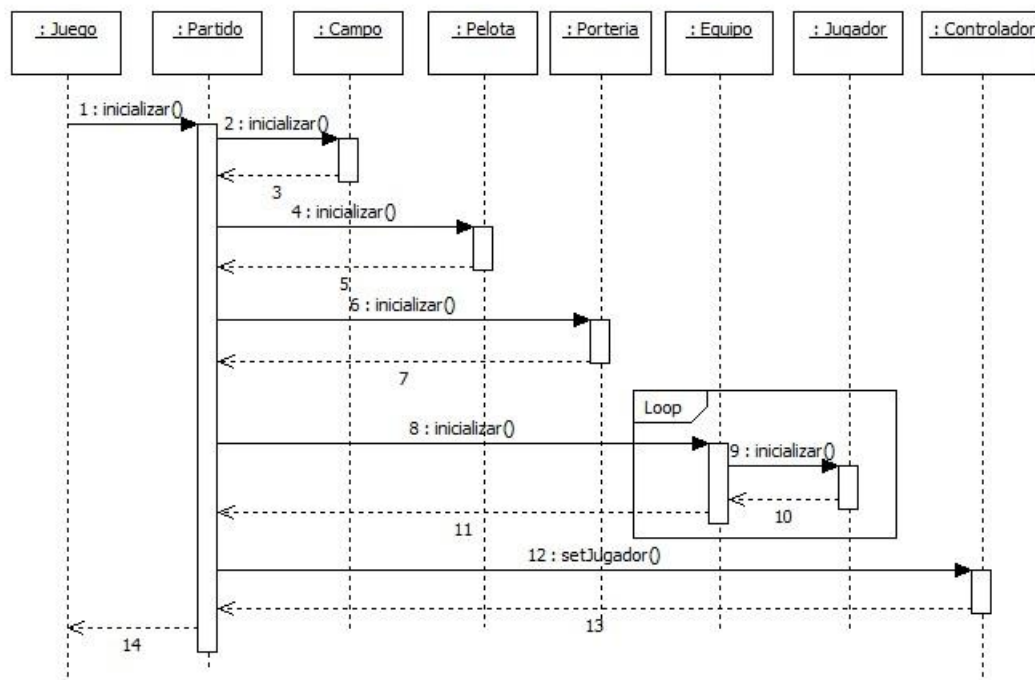 : Juego
: Partido
: Campo
: Pelota
: Porteria
: Equipo
: Jugador
: Controlador
1 : inicializar()
2 : inicializar()
3
4 : inicializar()
5
6 : inicializar()
7
Loop
8 : inicializar()
9 : inicializar()
10
11
12 : setJugador()
13
14